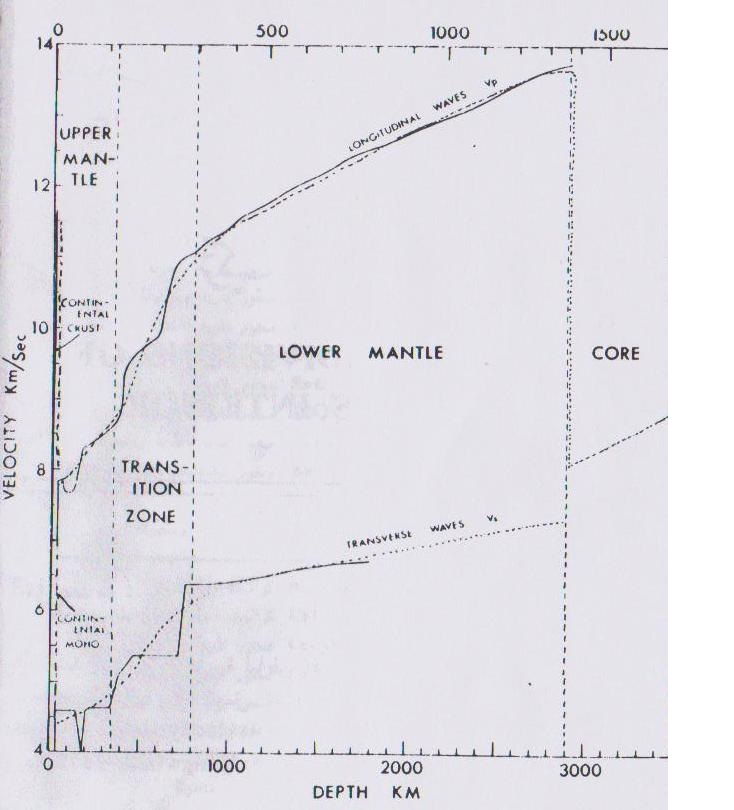 0 500 1000 1500
14
UPPER
MAN-
TLE
LONGITUDINAL WAVES VP
12
CONTIN-
ENTAL
CRUST
10
LOWER MANTLE
CORE
VELOCITY Km/Sec
8
TRANS-
ITION
ZONE
TRANSVERSE WAVES Vs
6
CONTIN-
ENTAL
MOHO
4
0 1000 2000 3000
DEPTH KM